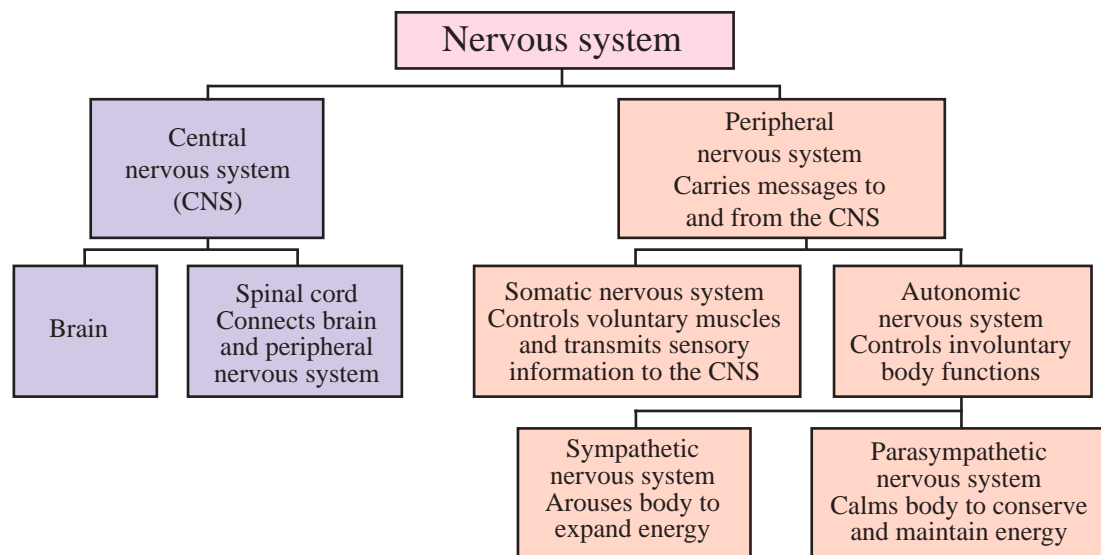 Nervous system
Central
nervous system
(CNS)
Peripheral
nervous system
Carries messages to
and from the CNS
Brain
Spinal cord
Connects brain
and peripheral
nervous system
Somatic nervous system
Controls voluntary muscles
and transmits sensory
information to the CNS
Autonomic
nervous system
Controls involuntary
body functions
Sympathetic
nervous system
Arouses body to
expand energy
Parasympathetic
nervous system
Calms body to conserve
and maintain energy